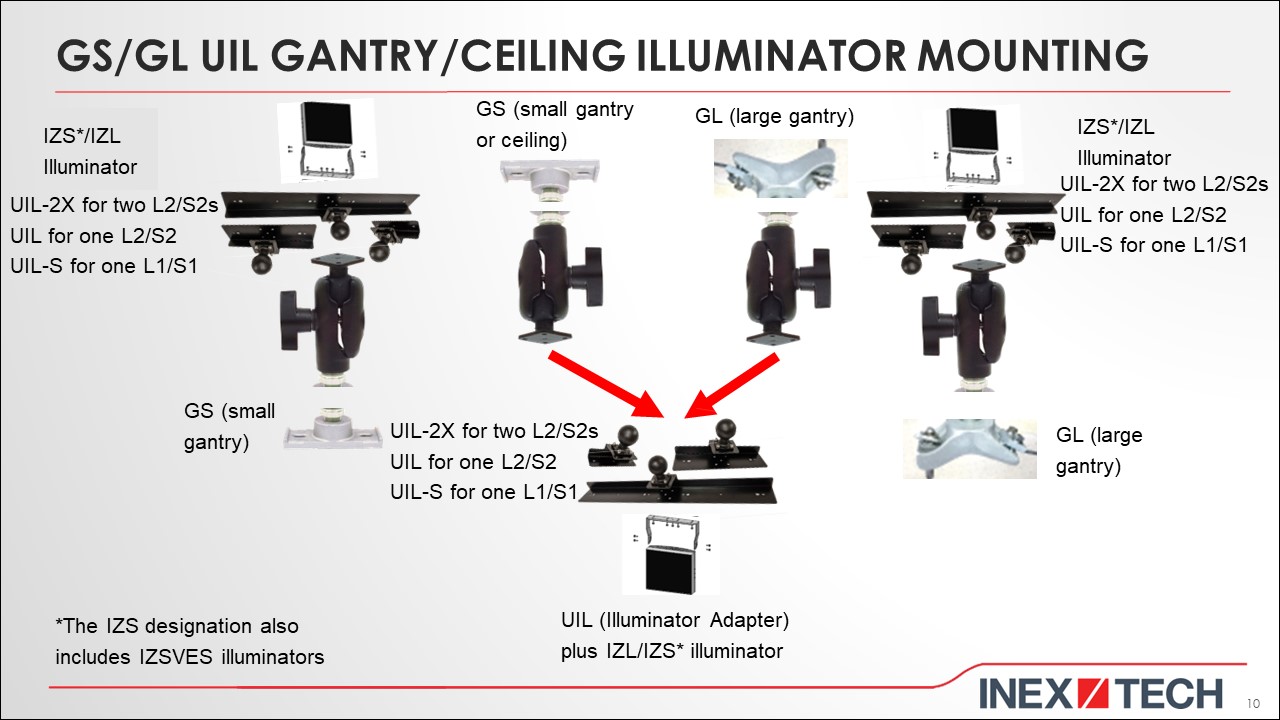 GS/GL UIL GANTRY/CEILING ILLUMINATOR MOUNTING
IZS*/IZL
Illuminator
UIL-2X for two L2/S2s
UIL for one L2/S2
UIL-S for one L1/S1
GS (small gantry
or ceiling)
GL (large gantry)
IZS*/IZL
Illuminator
UIL-2X for two L2/S2s
UIL for one L2/S2
UIL-S for one L1/S1
GS (small
gantry)
UIL-2X for two L2/S2s
UIL for one L2/S2
UIL-S for one L1/S1
GL (large
gantry)
UIL (Illuminator Adapter)
plus IZL/IZS* illuminator
*The IZS designation also
includes IZSVES illuminators
INEX TECH
10